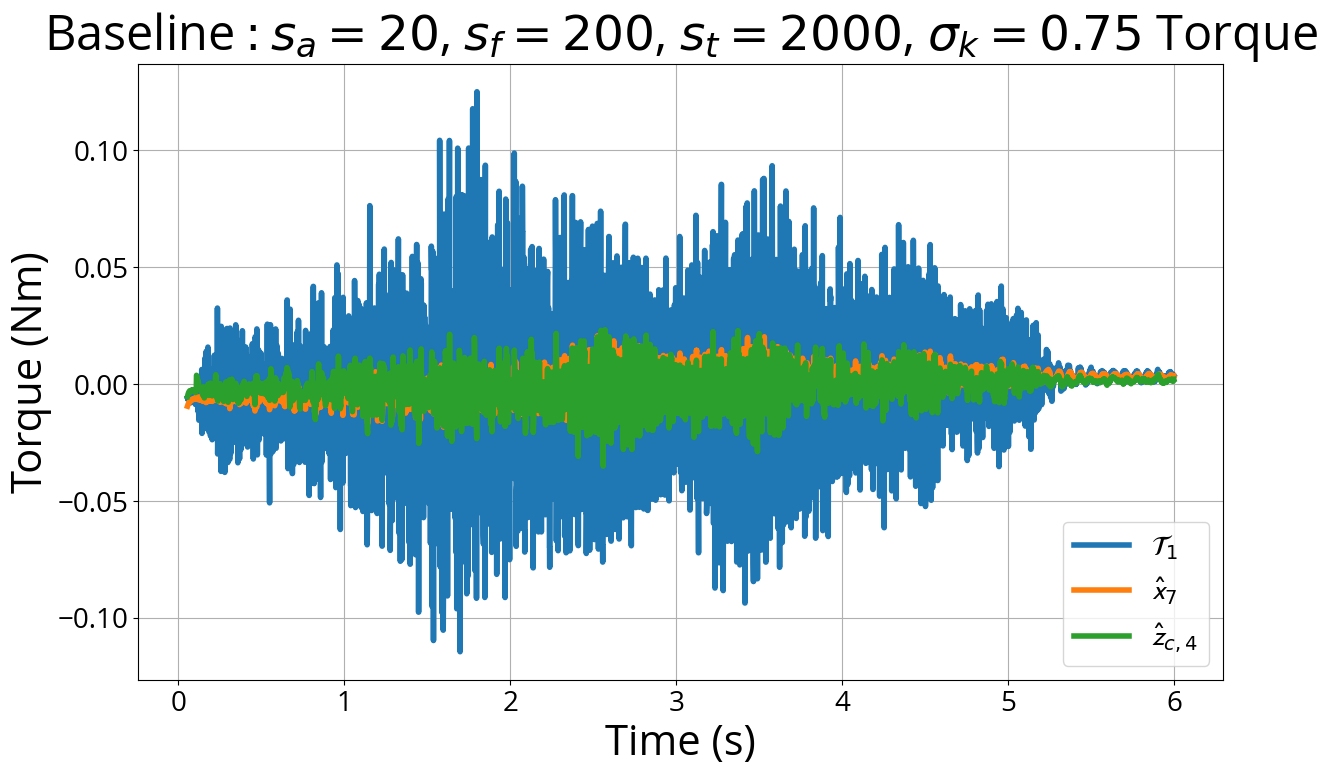 Baseline : s_a = 20, s_f = 200, s_t = 2000, σ_k = 0.75 Torque
Torque (Nm)
0.10
0.05
0.00
−0.05
−0.10
0 1 2 3 4 5 6
Time (s)
𝒯_1
x̂_7
ẑ_{c,4}